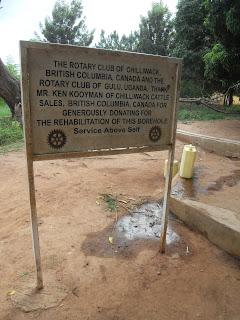 THE ROTARY CLUB OF CHILLIWACK,
BRITISH COLUMBIA, CANADA AND THE
ROTARY CLUB OF GULU, UGANDA, THANK
MR. KEN KOOYMAN OF CHILLIWACK CATTLE
SALES, BRITISH COLUMBIA, CANADA FOR
GENEROUSLY DONATING FOR
THE REHABILITATION OF THIS BOREHOLE
Service Above Self